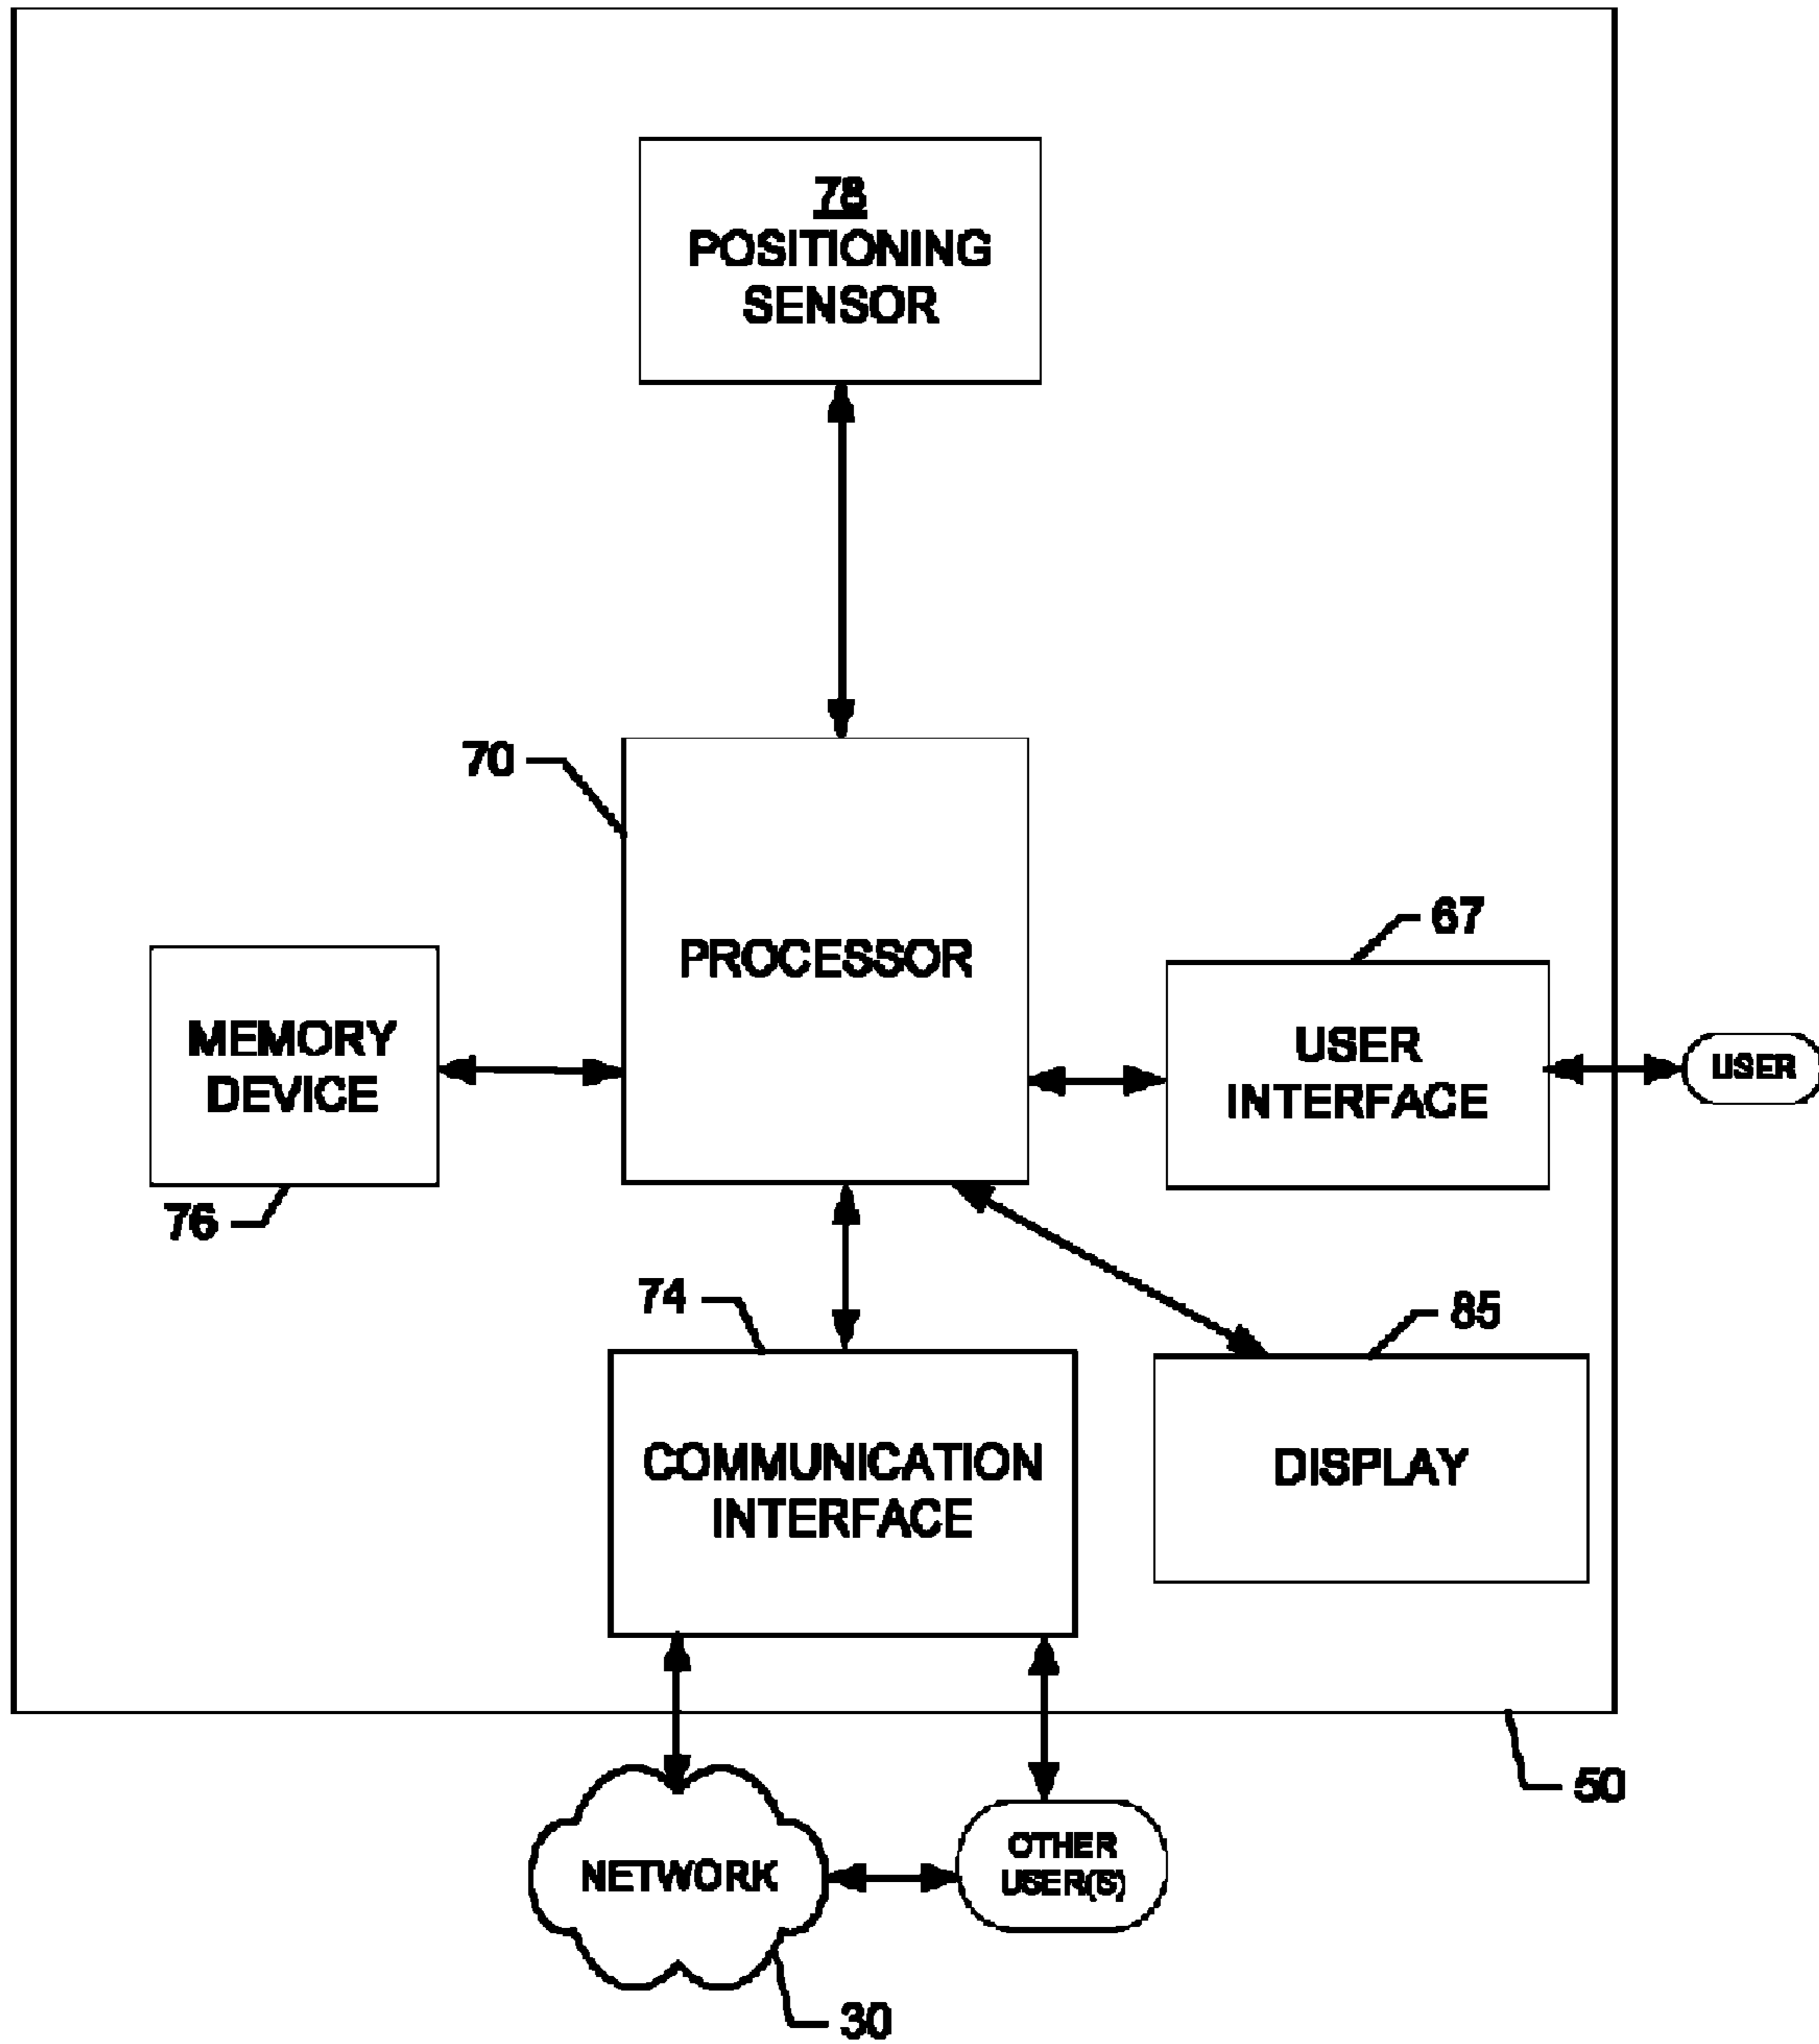 78
POSITIONING
SENSOR
70
PROCESSOR
67
MEMORY
DEVICE
76
USER
INTERFACE
USER
74
COMMUNICATION
INTERFACE
85
DISPLAY
50
NETWORK
OTHER
USER(S)
30